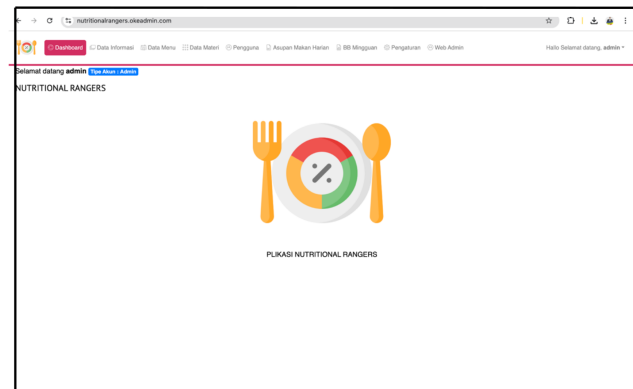 nutritionalrangers.okeadmin.com
Dashboard Data Informasi Data Menu Data Materi Pengguna Asupan Makan Harian BB Mingguan Pengaturan Web Admin Hallo Selamat datang, admin
Selamat datang admin Tipe Akun : Admin
NUTRITIONAL RANGERS
PLIKASI NUTRITIONAL RANGERS